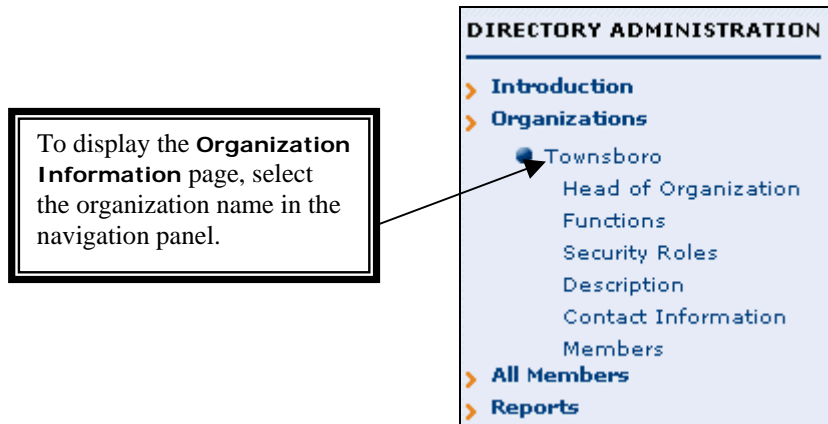 To display the Organization
Information page, select
the organization name in the
navigation panel.
DIRECTORY ADMINISTRATION
Introduction
Organizations
Townsboro
Head of Organization
Functions
Security Roles
Description
Contact Information
Members
All Members
Reports